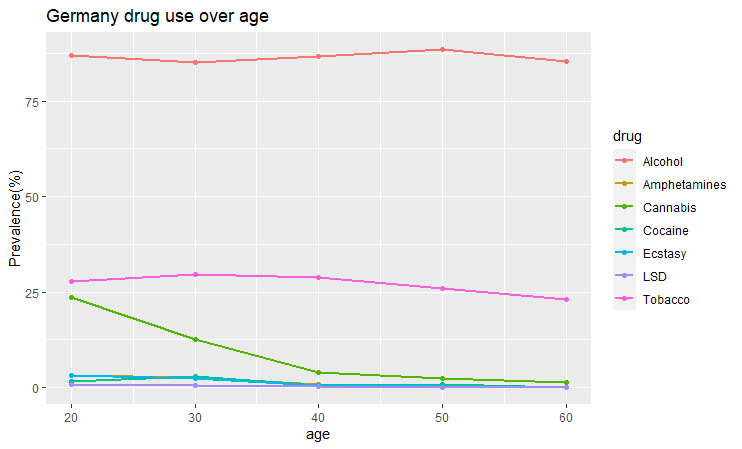 Germany drug use over age
Prevalence(%)
75
50
25
0
20 30 40 50 60
age
drug
Alcohol
Amphetamines
Cannabis
Cocaine
Ecstasy
LSD
Tobacco